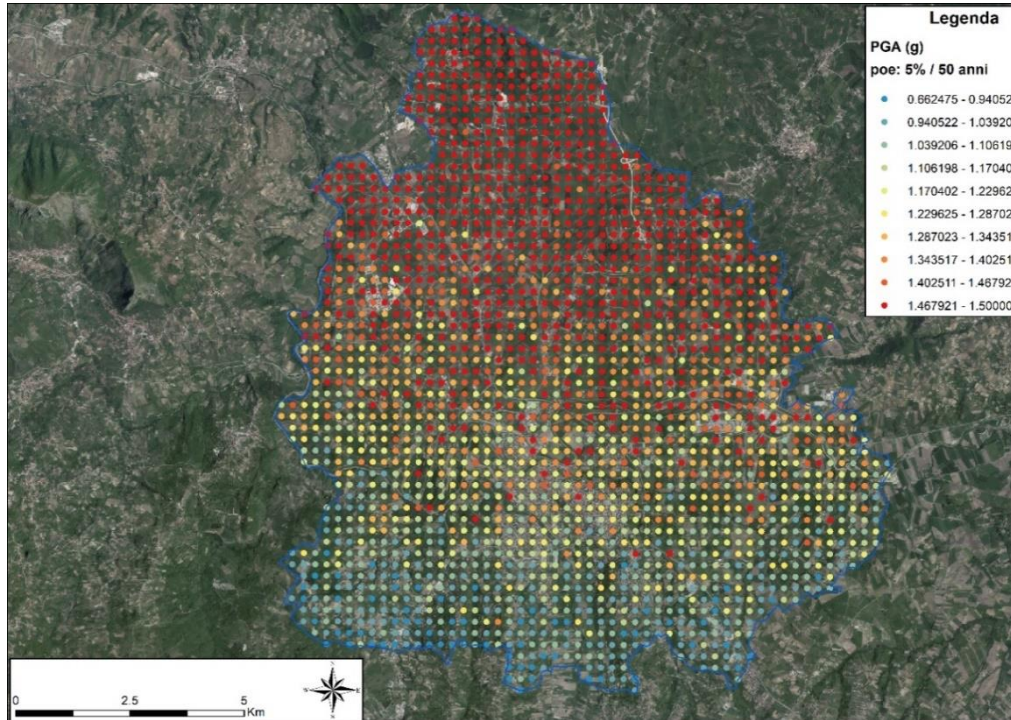 Legenda
PGA (g)
poe: 5% / 50 anni
0.662475 - 0.94052
0.940522 - 1.03920
1.039206 - 1.10619
1.106198 - 1.17040
1.170402 - 1.22962
1.229625 - 1.28702
1.287023 - 1.34351
1.343517 - 1.40251
1.402511 - 1.46792
1.467921 - 1.50000
N
W E
S
0 2.5 5
Km